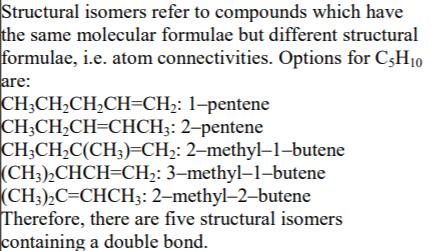 Structural isomers refer to compounds which have
the same molecular formulae but different structural
formulae, i.e. atom connectivities. Options for C₅H₁₀
are:
CH₃CH₂CH₂CH=CH₂: 1–pentene
CH₃CH₂CH=CHCH₃: 2–pentene
CH₃CH₂C(CH₃)=CH₂: 2–methyl–1–butene
(CH₃)₂CHCH=CH₂: 3–methyl–1–butene
(CH₃)₂C=CHCH₃: 2–methyl–2–butene
Therefore, there are five structural isomers
containing a double bond.